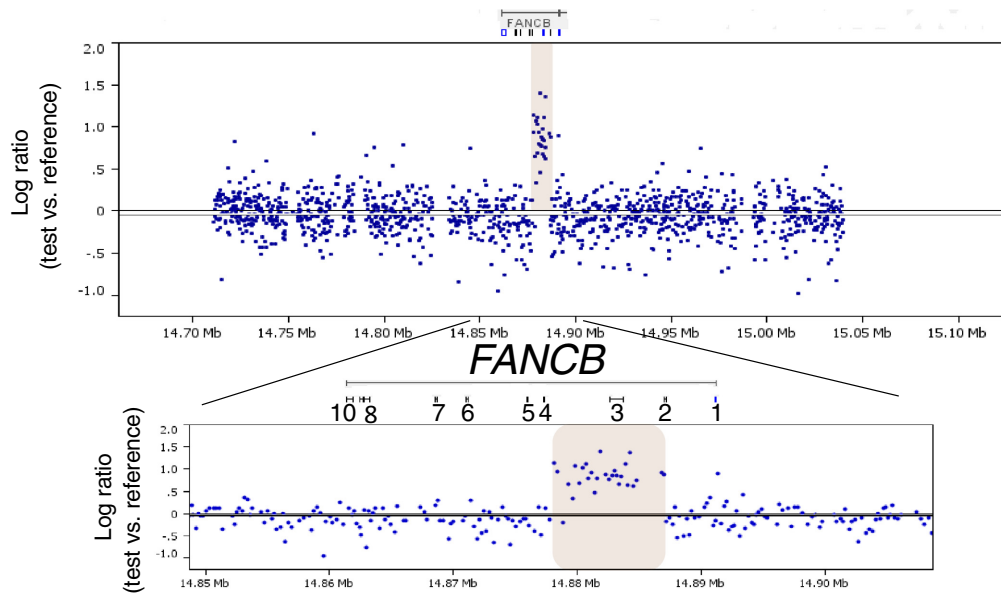 FANCB
Log ratio
(test vs. reference)
2.0
1.5
1.0
.5
0
-.5
-1.0
14.70 Mb 14.75 Mb 14.80 Mb 14.85 Mb 14.90 Mb 14.95 Mb 15.00 Mb 15.05 Mb 15.10 Mb
FANCB
10 8 7 6 5 4 3 2 1
Log ratio
(test vs. reference)
2.0
1.5
1.0
.5
0
-.5
-1.0
14.85 Mb 14.86 Mb 14.87 Mb 14.88 Mb 14.89 Mb 14.90 Mb